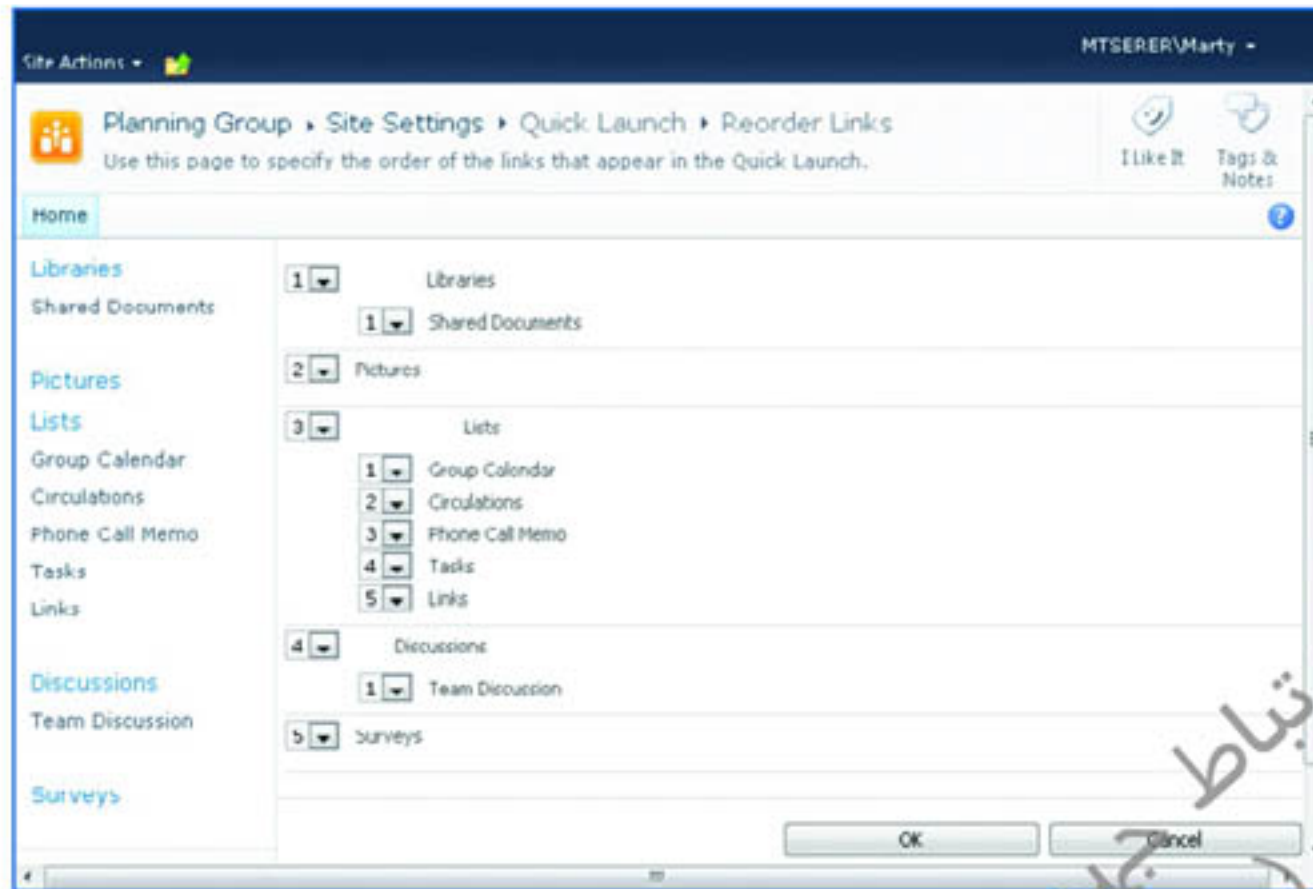 Site Actions
MTSERER\Marty
Planning Group ▸ Site Settings ▸ Quick Launch ▸ Reorder Links
Use this page to specify the order of the links that appear in the Quick Launch.
I Like It
Tags & Notes
Home
Libraries
Shared Documents
Pictures
Lists
Group Calendar
Circulations
Phone Call Memo
Tasks
Links
Discussions
Team Discussion
Surveys
1 Libraries
1 Shared Documents
2 Pictures
3 Lists
1 Group Calendar
2 Circulations
3 Phone Call Memo
4 Tasks
5 Links
4 Discussions
1 Team Discussion
5 Surveys
OK
Cancel